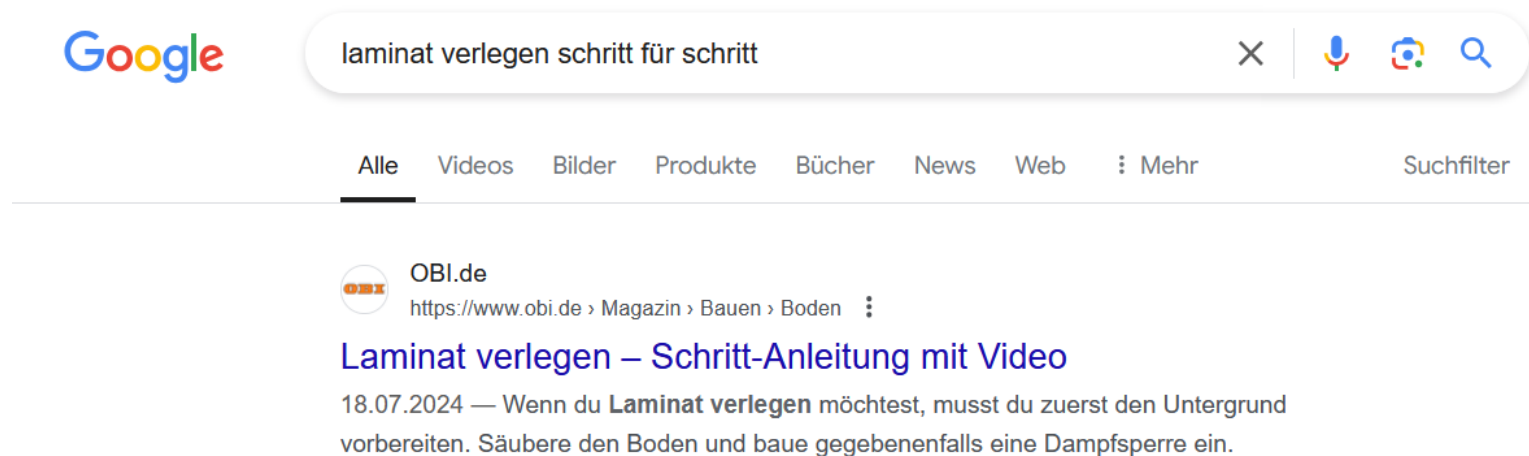 Google
laminat verlegen schritt für schritt
Alle Videos Bilder Produkte Bücher News Web Mehr Suchfilter
OBI
OBI.de
https://www.obi.de › Magazin › Bauen › Boden
Laminat verlegen – Schritt-Anleitung mit Video
18.07.2024 — Wenn du Laminat verlegen möchtest, musst du zuerst den Untergrund
vorbereiten. Säubere den Boden und baue gegebenenfalls eine Dampfsperre ein.